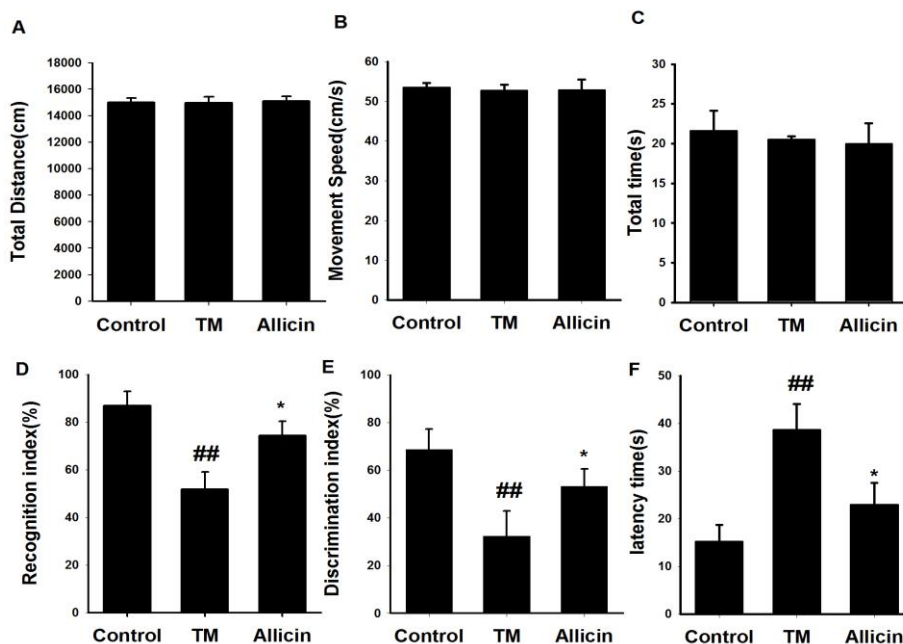 A
Total Distance(cm)
18000
16000
14000
12000
10000
8000
6000
4000
2000
0
Control TM Allicin
B
Movement Speed(cm/s)
60
50
40
30
20
10
0
Control TM Allicin
C
Total time(s)
30
25
20
15
10
5
0
Control TM Allicin
D
Recognition index(%)
100
80
60
40
20
0
##
*
Control TM Allicin
E
Discrimination index(%)
100
80
60
40
20
0
##
*
Control TM Allicin
F
latency time(s)
50
40
30
20
10
0
##
*
Control TM Allicin